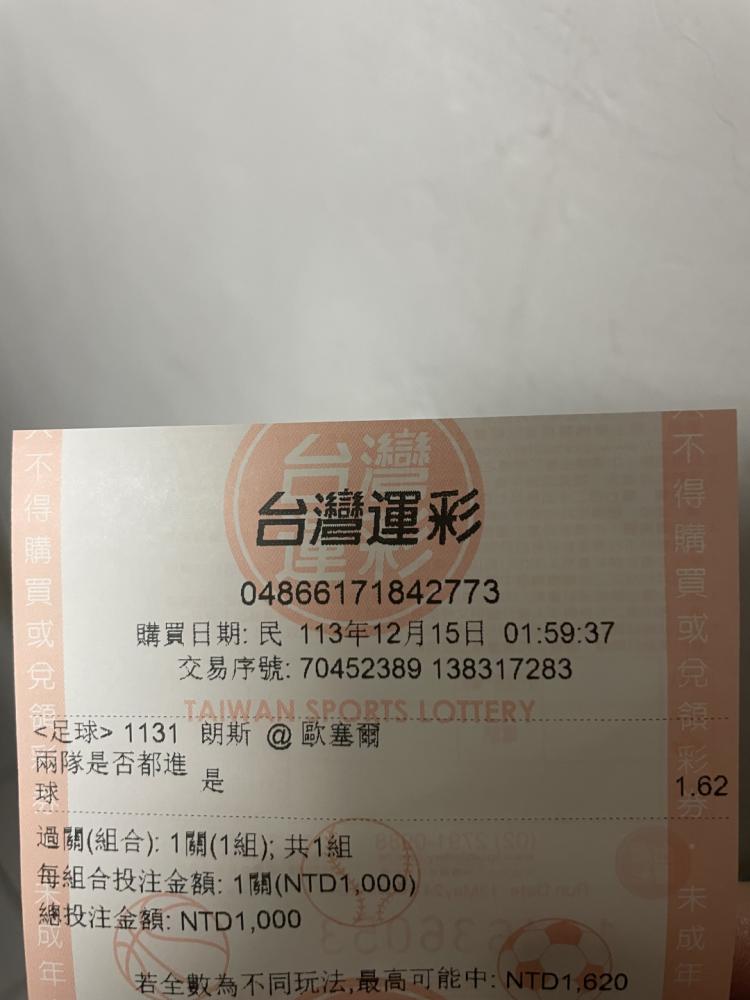 台灣運彩
04866171842773
購買日期: 民 113年12月15日 01:59:37
交易序號: 70452389 138317283
TAIWAN SPORTS LOTTERY
<足球> 1131 朗斯 @ 歐塞爾
兩隊是否都進球 是 1.62
過關(組合): 1關(1組); 共1組
每組合投注金額: 1關(NTD1,000)
總投注金額: NTD1,000
若全數為不同玩法,最高可能中: NTD1,620
不得購買或兌領彩券
未成年
不得購買或兌領彩券·未成年